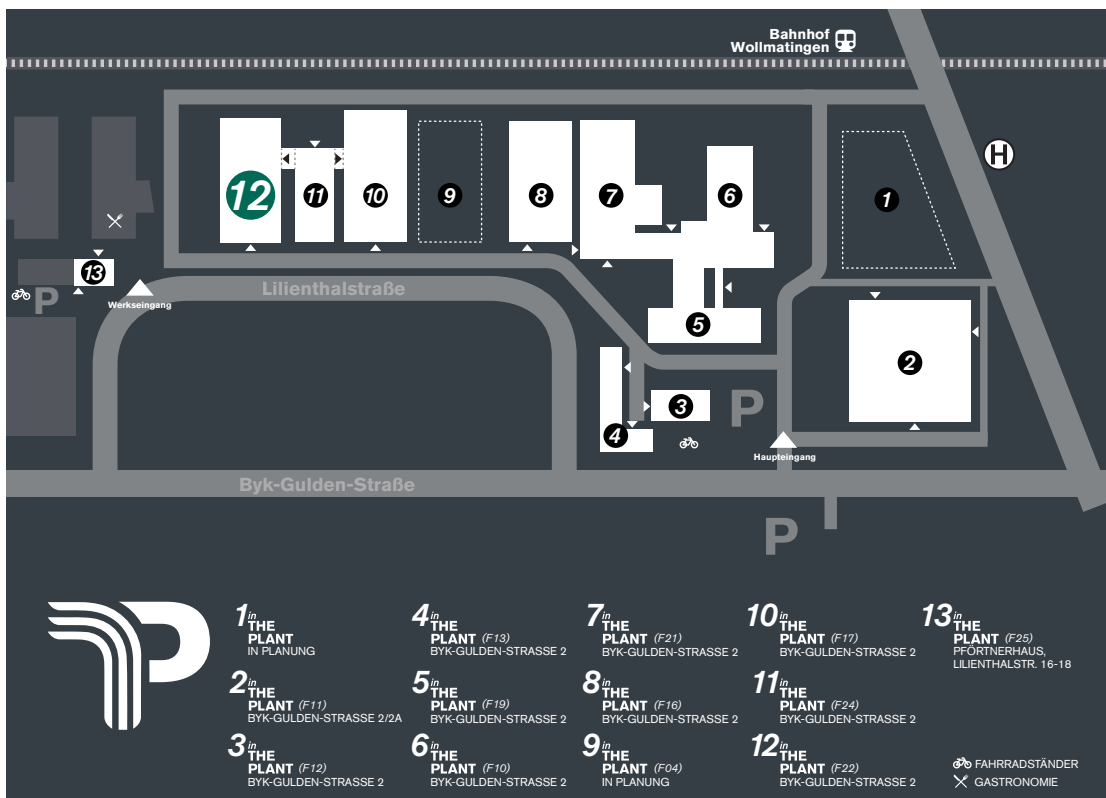 Bahnhof
Wollmatingen
H
12
11
10
9
8
7
6
1
13
P
Werkseingang
Lilienthalstraße
5
2
3
P
4
Haupteingang
Byk-Gulden-Straße
P
1 in
THE
PLANT
IN PLANUNG
2 in
THE
PLANT (F11)
BYK-GULDEN-STRASSE 2/2A
3 in
THE
PLANT (F12)
BYK-GULDEN-STRASSE 2
4 in
THE
PLANT (F13)
BYK-GULDEN-STRASSE 2
5 in
THE
PLANT (F19)
BYK-GULDEN-STRASSE 2
6 in
THE
PLANT (F10)
BYK-GULDEN-STRASSE 2
7 in
THE
PLANT (F21)
BYK-GULDEN-STRASSE 2
8 in
THE
PLANT (F16)
BYK-GULDEN-STRASSE 2
9 in
THE
PLANT (F04)
IN PLANUNG
10 in
THE
PLANT (F17)
BYK-GULDEN-STRASSE 2
11 in
THE
PLANT (F24)
BYK-GULDEN-STRASSE 2
12 in
THE
PLANT (F22)
BYK-GULDEN-STRASSE 2
13 in
THE
PLANT (F25)
PFÖRTNERHAUS,
LILIENTHALSTR. 16-18
FAHRRADSTÄNDER
GASTRONOMIE